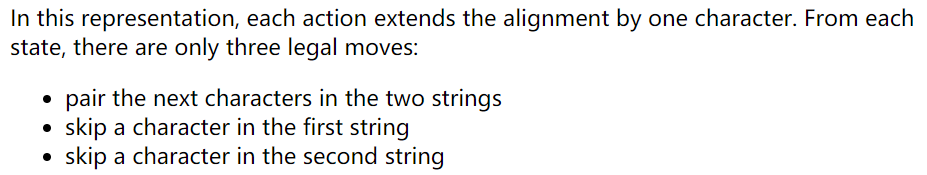 In this representation, each action extends the alignment by one character. From each
state, there are only three legal moves:
• pair the next characters in the two strings
• skip a character in the first string
• skip a character in the second string